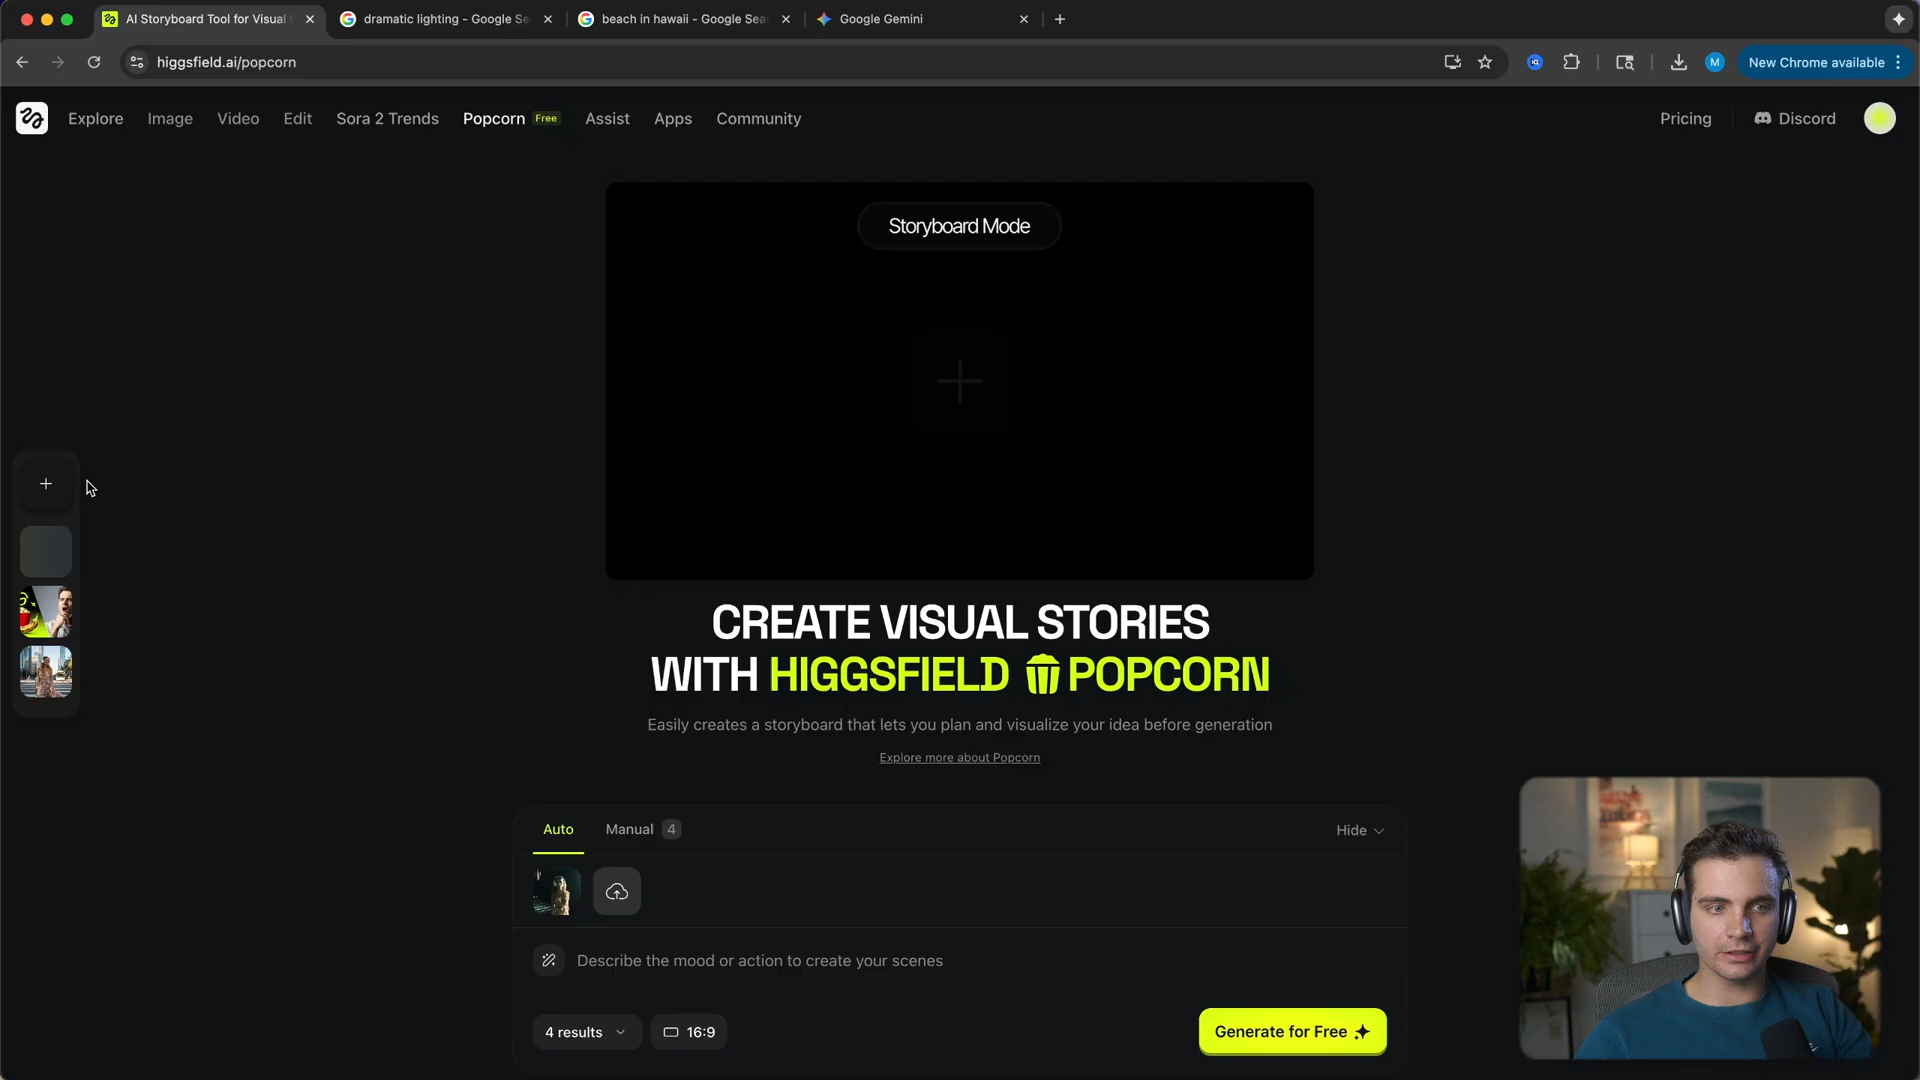 AI Storyboard Tool for Visual
dramatic lighting - Google Se
beach in hawaii - Google Sea
Google Gemini
higgsfield.ai/popcorn
M
New Chrome available
Explore
Image
Video
Edit
Sora 2 Trends
Popcorn Free
Assist
Apps
Community
Pricing
Discord
Storyboard Mode
CREATE VISUAL STORIES
WITH HIGGSFIELD POPCORN
Easily creates a storyboard that lets you plan and visualize your idea before generation
Explore more about Popcorn
Auto
Manual 4
Hide
Describe the mood or action to create your scenes
4 results
16:9
Generate for Free